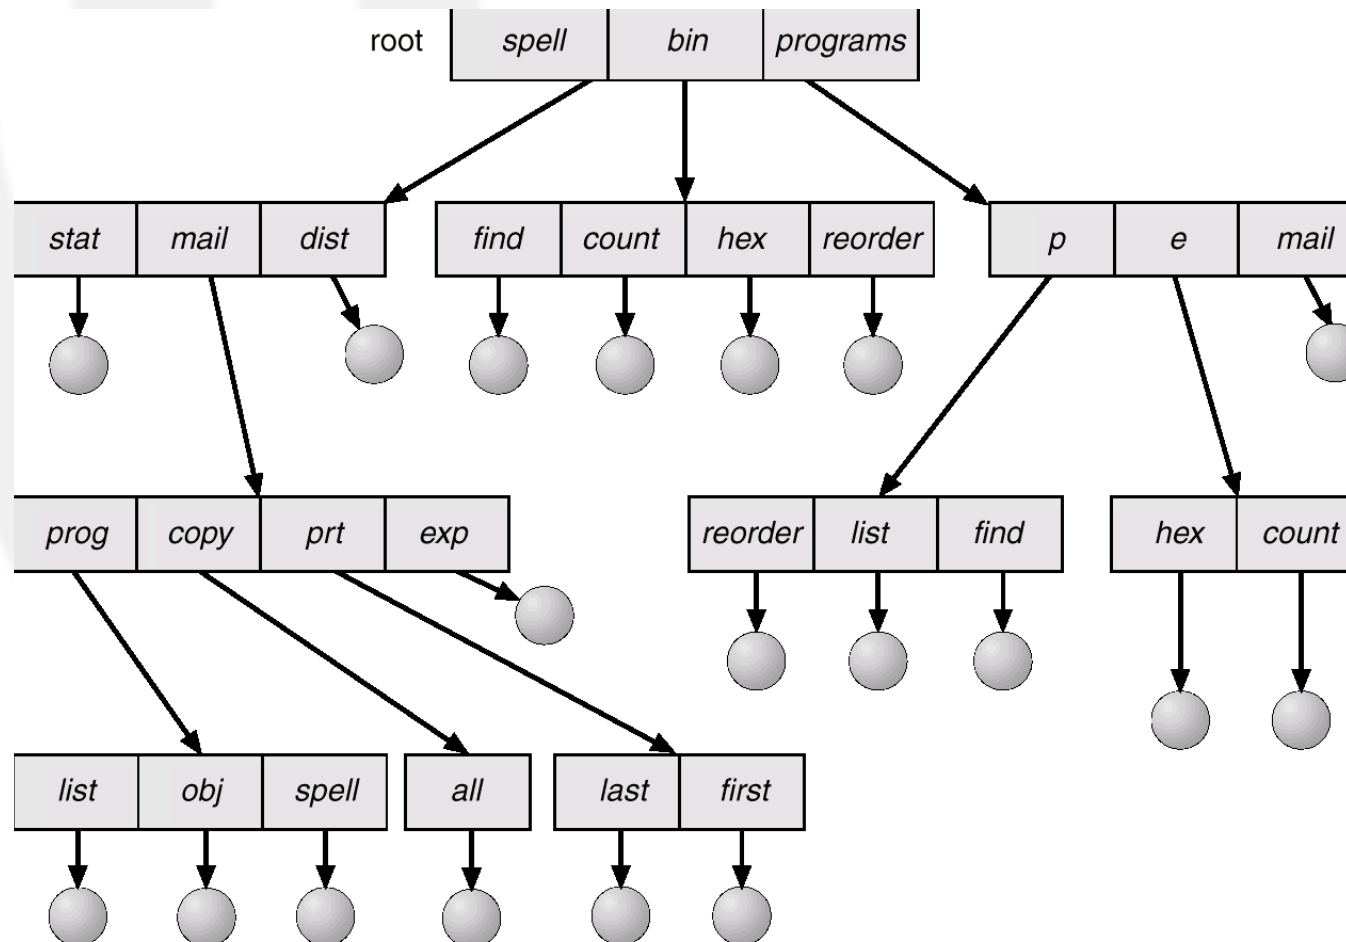 root spell bin programs
stat mail dist find count hex reorder p e mail
prog copy prt exp reorder list find hex count
list obj spell all last first